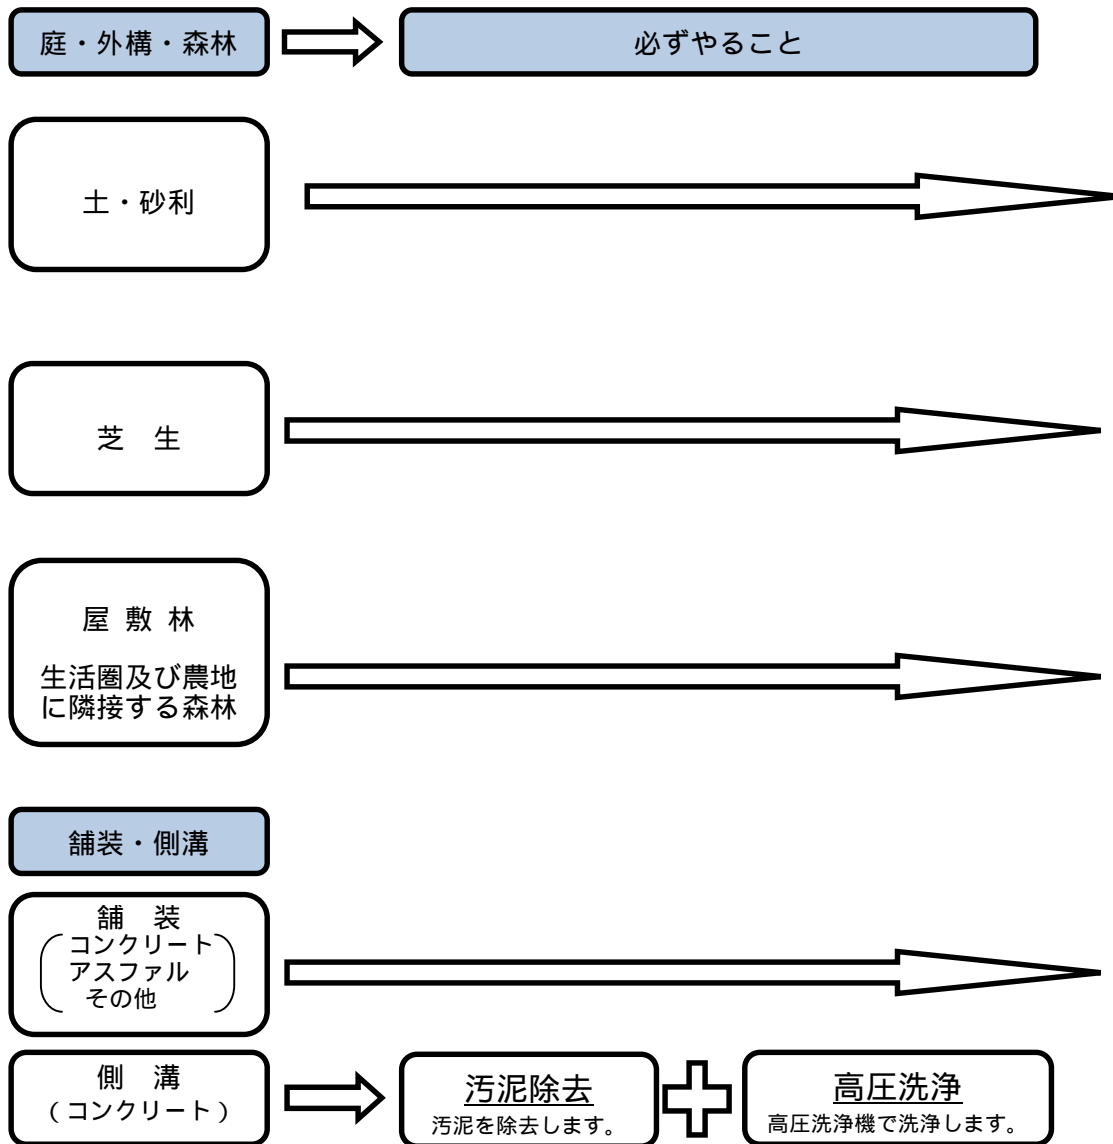 庭・外構・森林
必ずやること
土・砂利
芝　生
屋 敷 林
生活圏及び農地
に隣接する森林
舗装・側溝
舗　装
コンクリート
アスファル
その他
側　溝
（コンクリート）
汚泥除去
汚泥を除去します。
高圧洗浄
高圧洗浄機で洗浄します。